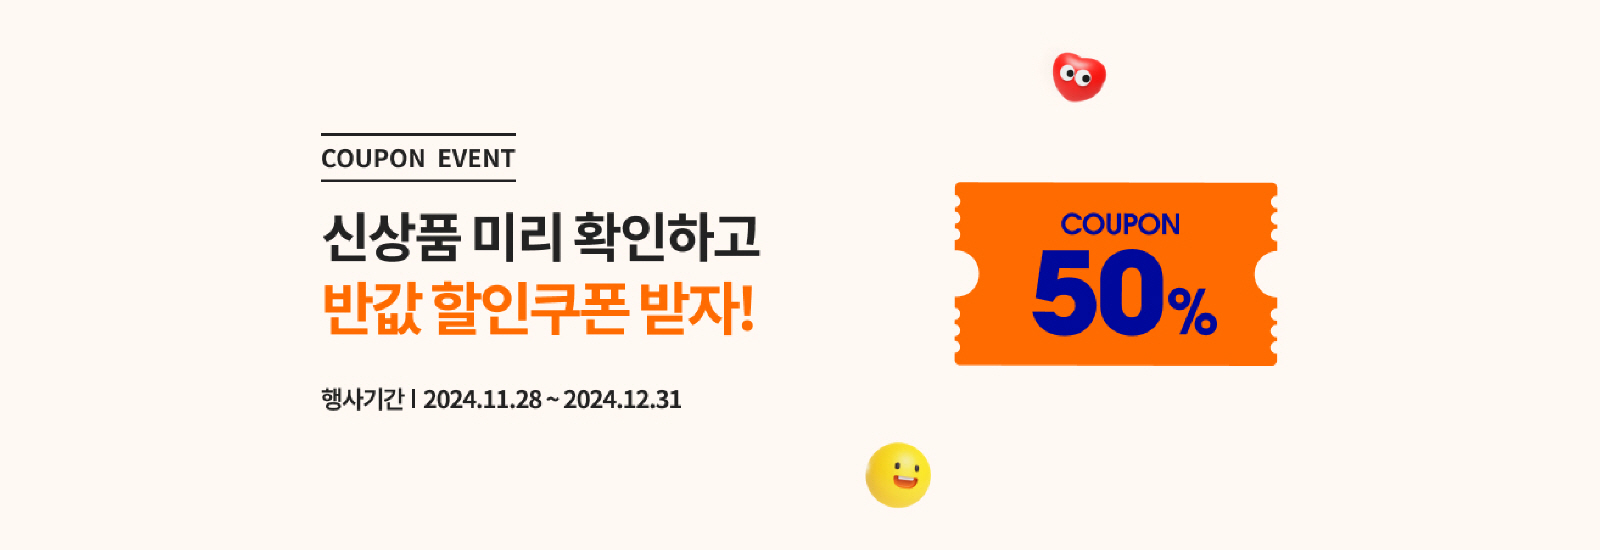 COUPON EVENT
신상품 미리 확인하고
반값 할인쿠폰 받자!
행사기간 | 2024.11.28 ~ 2024.12.31
COUPON
50%